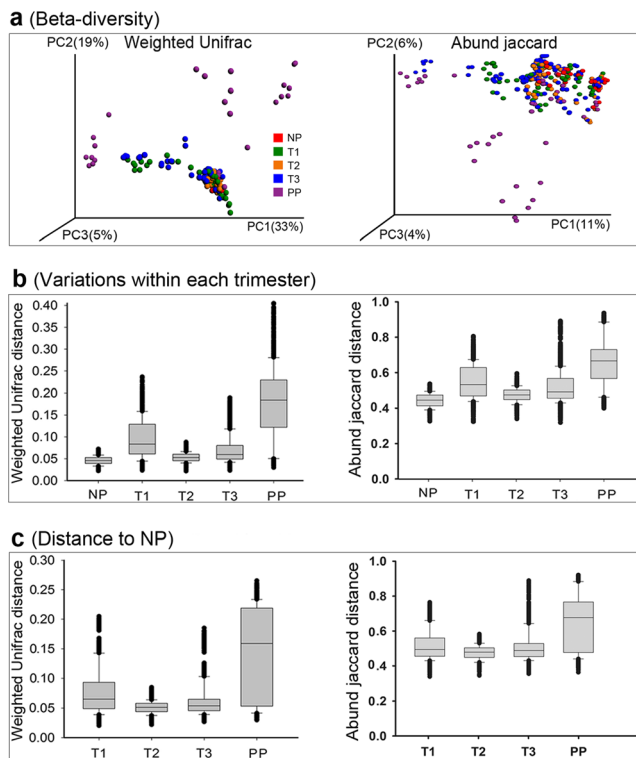 a (Beta-diversity)
PC2(19%) Weighted Unifrac
NP
T1
T2
T3
PP
PC3(5%)
PC1(33%)
PC2(6%) Abund jaccard
PC1(11%)
PC3(4%)
b (Variations within each trimester)
Weighted Unifrac distance
0.40
0.35
0.30
0.25
0.20
0.15
0.10
0.05
0.00
NP T1 T2 T3 PP
Abund jaccard distance
1.0
0.8
0.6
0.4
0.2
0.0
NP T1 T2 T3 PP
c (Distance to NP)
Weighted Unifrac distance
0.30
0.25
0.20
0.15
0.10
0.05
0.00
T1 T2 T3 PP
Abund jaccard distance
1.0
0.8
0.6
0.4
0.2
0.0
T1 T2 T3 PP